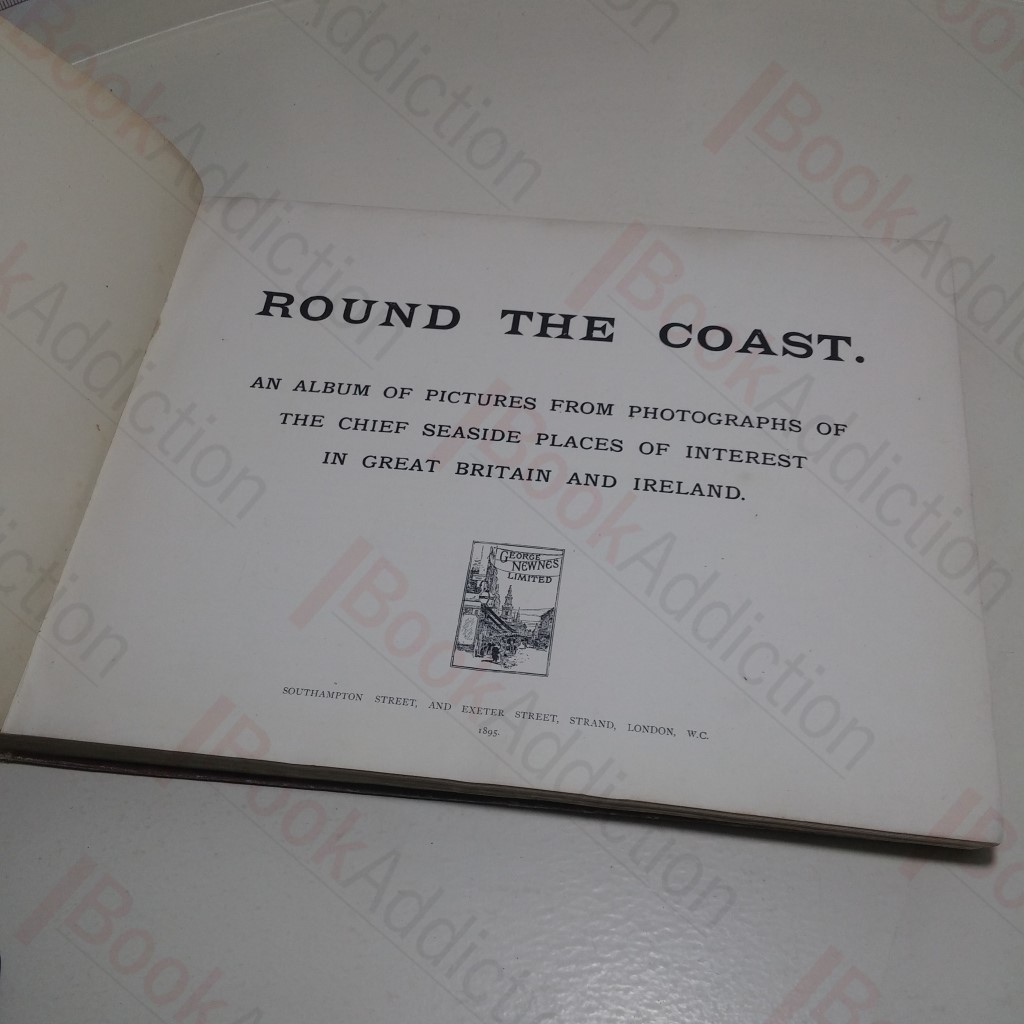 ROUND THE COAST.
AN ALBUM OF PICTURES FROM PHOTOGRAPHS OF
THE CHIEF SEASIDE PLACES OF INTEREST
IN GREAT BRITAIN AND IRELAND.
GEORGE
NEWNES
LIMITED
SOUTHAMPTON STREET, AND EXETER STREET, STRAND, LONDON, W.C.
1895.
BookAddiction